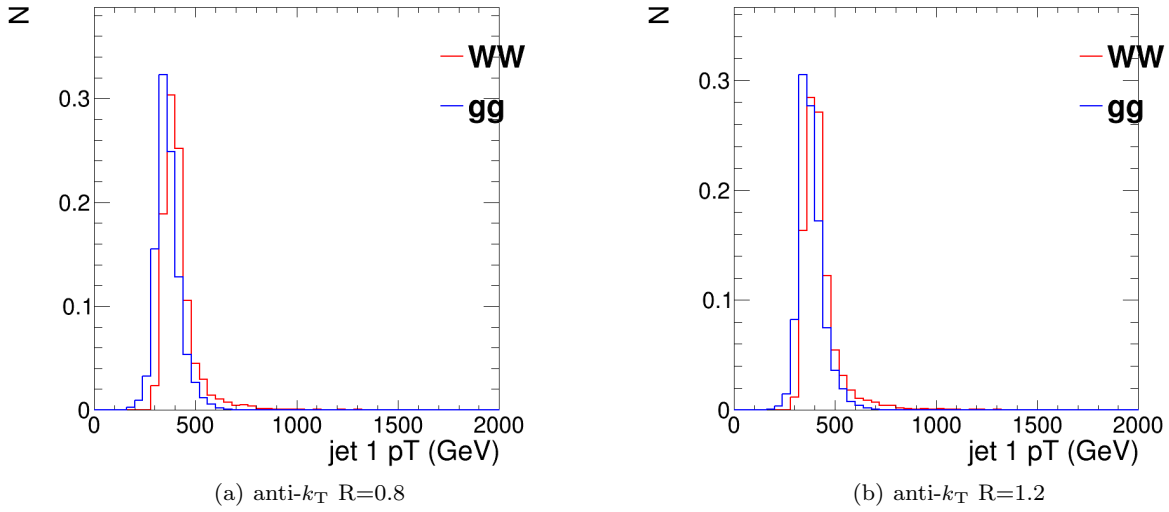 N
WW
gg
0.3
0.2
0.1
0
0 500 1000 1500 2000
jet 1 pT (GeV)
(a) anti-kT R=0.8
N
WW
gg
0.3
0.2
0.1
0
0 500 1000 1500 2000
jet 1 pT (GeV)
(b) anti-kT R=1.2